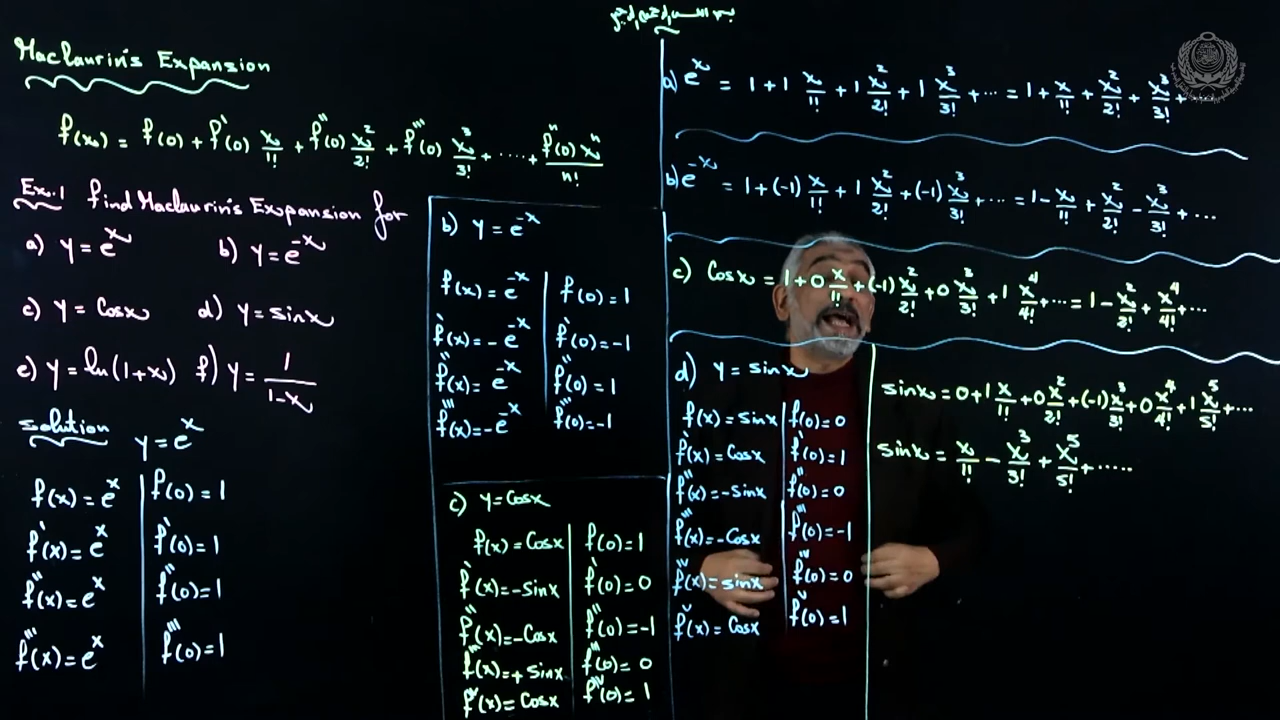 Maclaurin's Expansion
f(x) = f(0) + f'(0) x/1! + f''(0) x²/2! + f'''(0) x³/3! + ..... + fⁿ(0) xⁿ/n!
Ex.1 find Maclaurin's Expansion for
a) y = eˣ b) y = e⁻ˣ
c) y = Cosx d) y = sinx
e) y = ln(1+x) f) y = 1/1-x
solution y = eˣ
f(x) = eˣ f(0) = 1
f'(x) = eˣ f'(0) = 1
f''(x) = eˣ f''(0) = 1
f'''(x) = eˣ f'''(0) = 1
b) y = e⁻ˣ
f(x) = e⁻ˣ f(0) = 1
f'(x) = - e⁻ˣ f'(0) = -1
f''(x) = e⁻ˣ f''(0) = 1
f'''(x) = - e⁻ˣ f'''(0) = -1
c) y = Cosx
f(x) = Cosx f(0) = 1
f'(x) = -Sinx f'(0) = 0
f''(x) = -Cosx f''(0) = -1
f'''(x) = + Sinx f'''(0) = 0
fⁱᵛ(x) = Cosx fⁱᵛ(0) = 1
a) eˣ = 1 + 1 x/1! + 1 x²/2! + 1 x³/3! + ... = 1 + x/1! + x²/2! + x³/3! +
b) e⁻ˣ = 1 + (-1) x/1! + 1 x²/2! + (-1) x³/3! + ... = 1 - x/1! + x²/2! - x³/3! + ...
c) Cosx = 1 + 0 x/1! + (-1) x²/2! + 0 x³/3! + 1 x⁴/4! + ... = 1 - x²/2! + x⁴/4! + ...
d) y = sinx
f(x) = sinx f(0) = 0
f'(x) = Cosx f'(0) = 1
f''(x) = -Sinx f''(0) = 0
f'''(x) = -Cosx f'''(0) = -1
fⁱᵛ(x) = sinx fⁱᵛ(0) = 0
fᵛ(x) = Cosx fᵛ(0) = 1
sinx = 0 + 1 x/1! + 0 x²/2! + (-1) x³/3! + 0 x⁴/4! + 1 x⁵/5! + ...
sinx = x/1! - x³/3! + x⁵/5! + .....